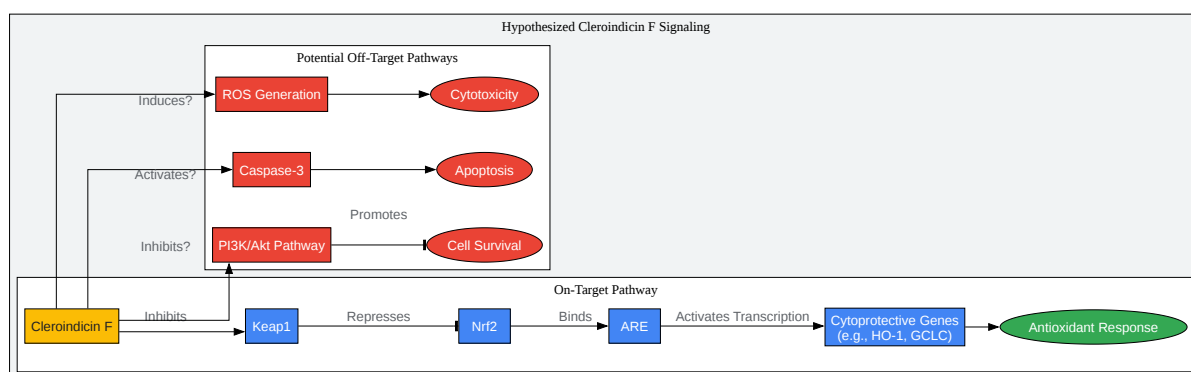 Hypothesized Cleroindicin F Signaling
Potential Off-Target Pathways
Induces?
ROS Generation
Cytotoxicity
Activates?
Caspase-3
Apoptosis
Promotes
Inhibits?
PI3K/Akt Pathway
Cell Survival
On-Target Pathway
Cleroindicin F
Inhibits
Keap1
Represses
Nrf2
Binds
ARE
Activates Transcription
Cytoprotective Genes
(e.g., HO-1, GCLC)
Antioxidant Response